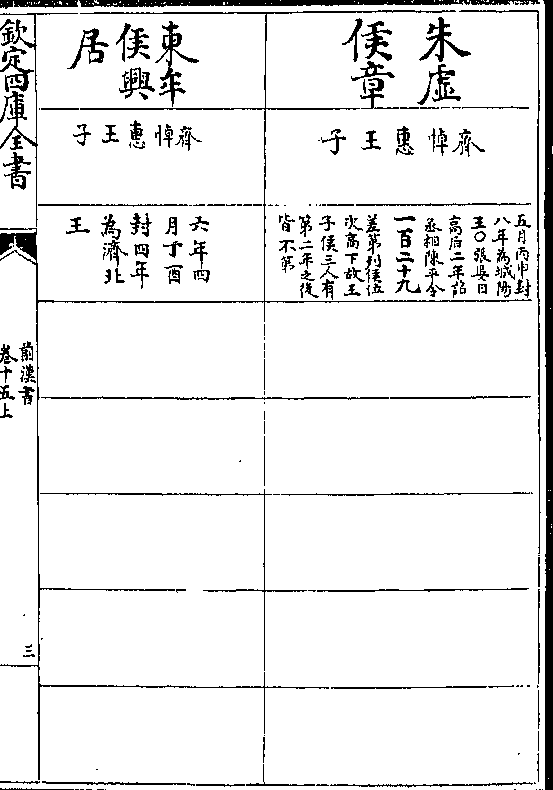 朱虛
侯章
齊悼惠王子
五月丙申封
八年為城陽
王〇張晏曰
高后二年詔
丞相陳平令
一百二十九
差第列侯位
次高下故王
子侯三人有
第二年之後
皆不第
東牟
侯興
居
齊悼惠王子
六年四
月丁酉
封四年
為濟北
王
欽定四庫全書
前漢書
卷十五上
三